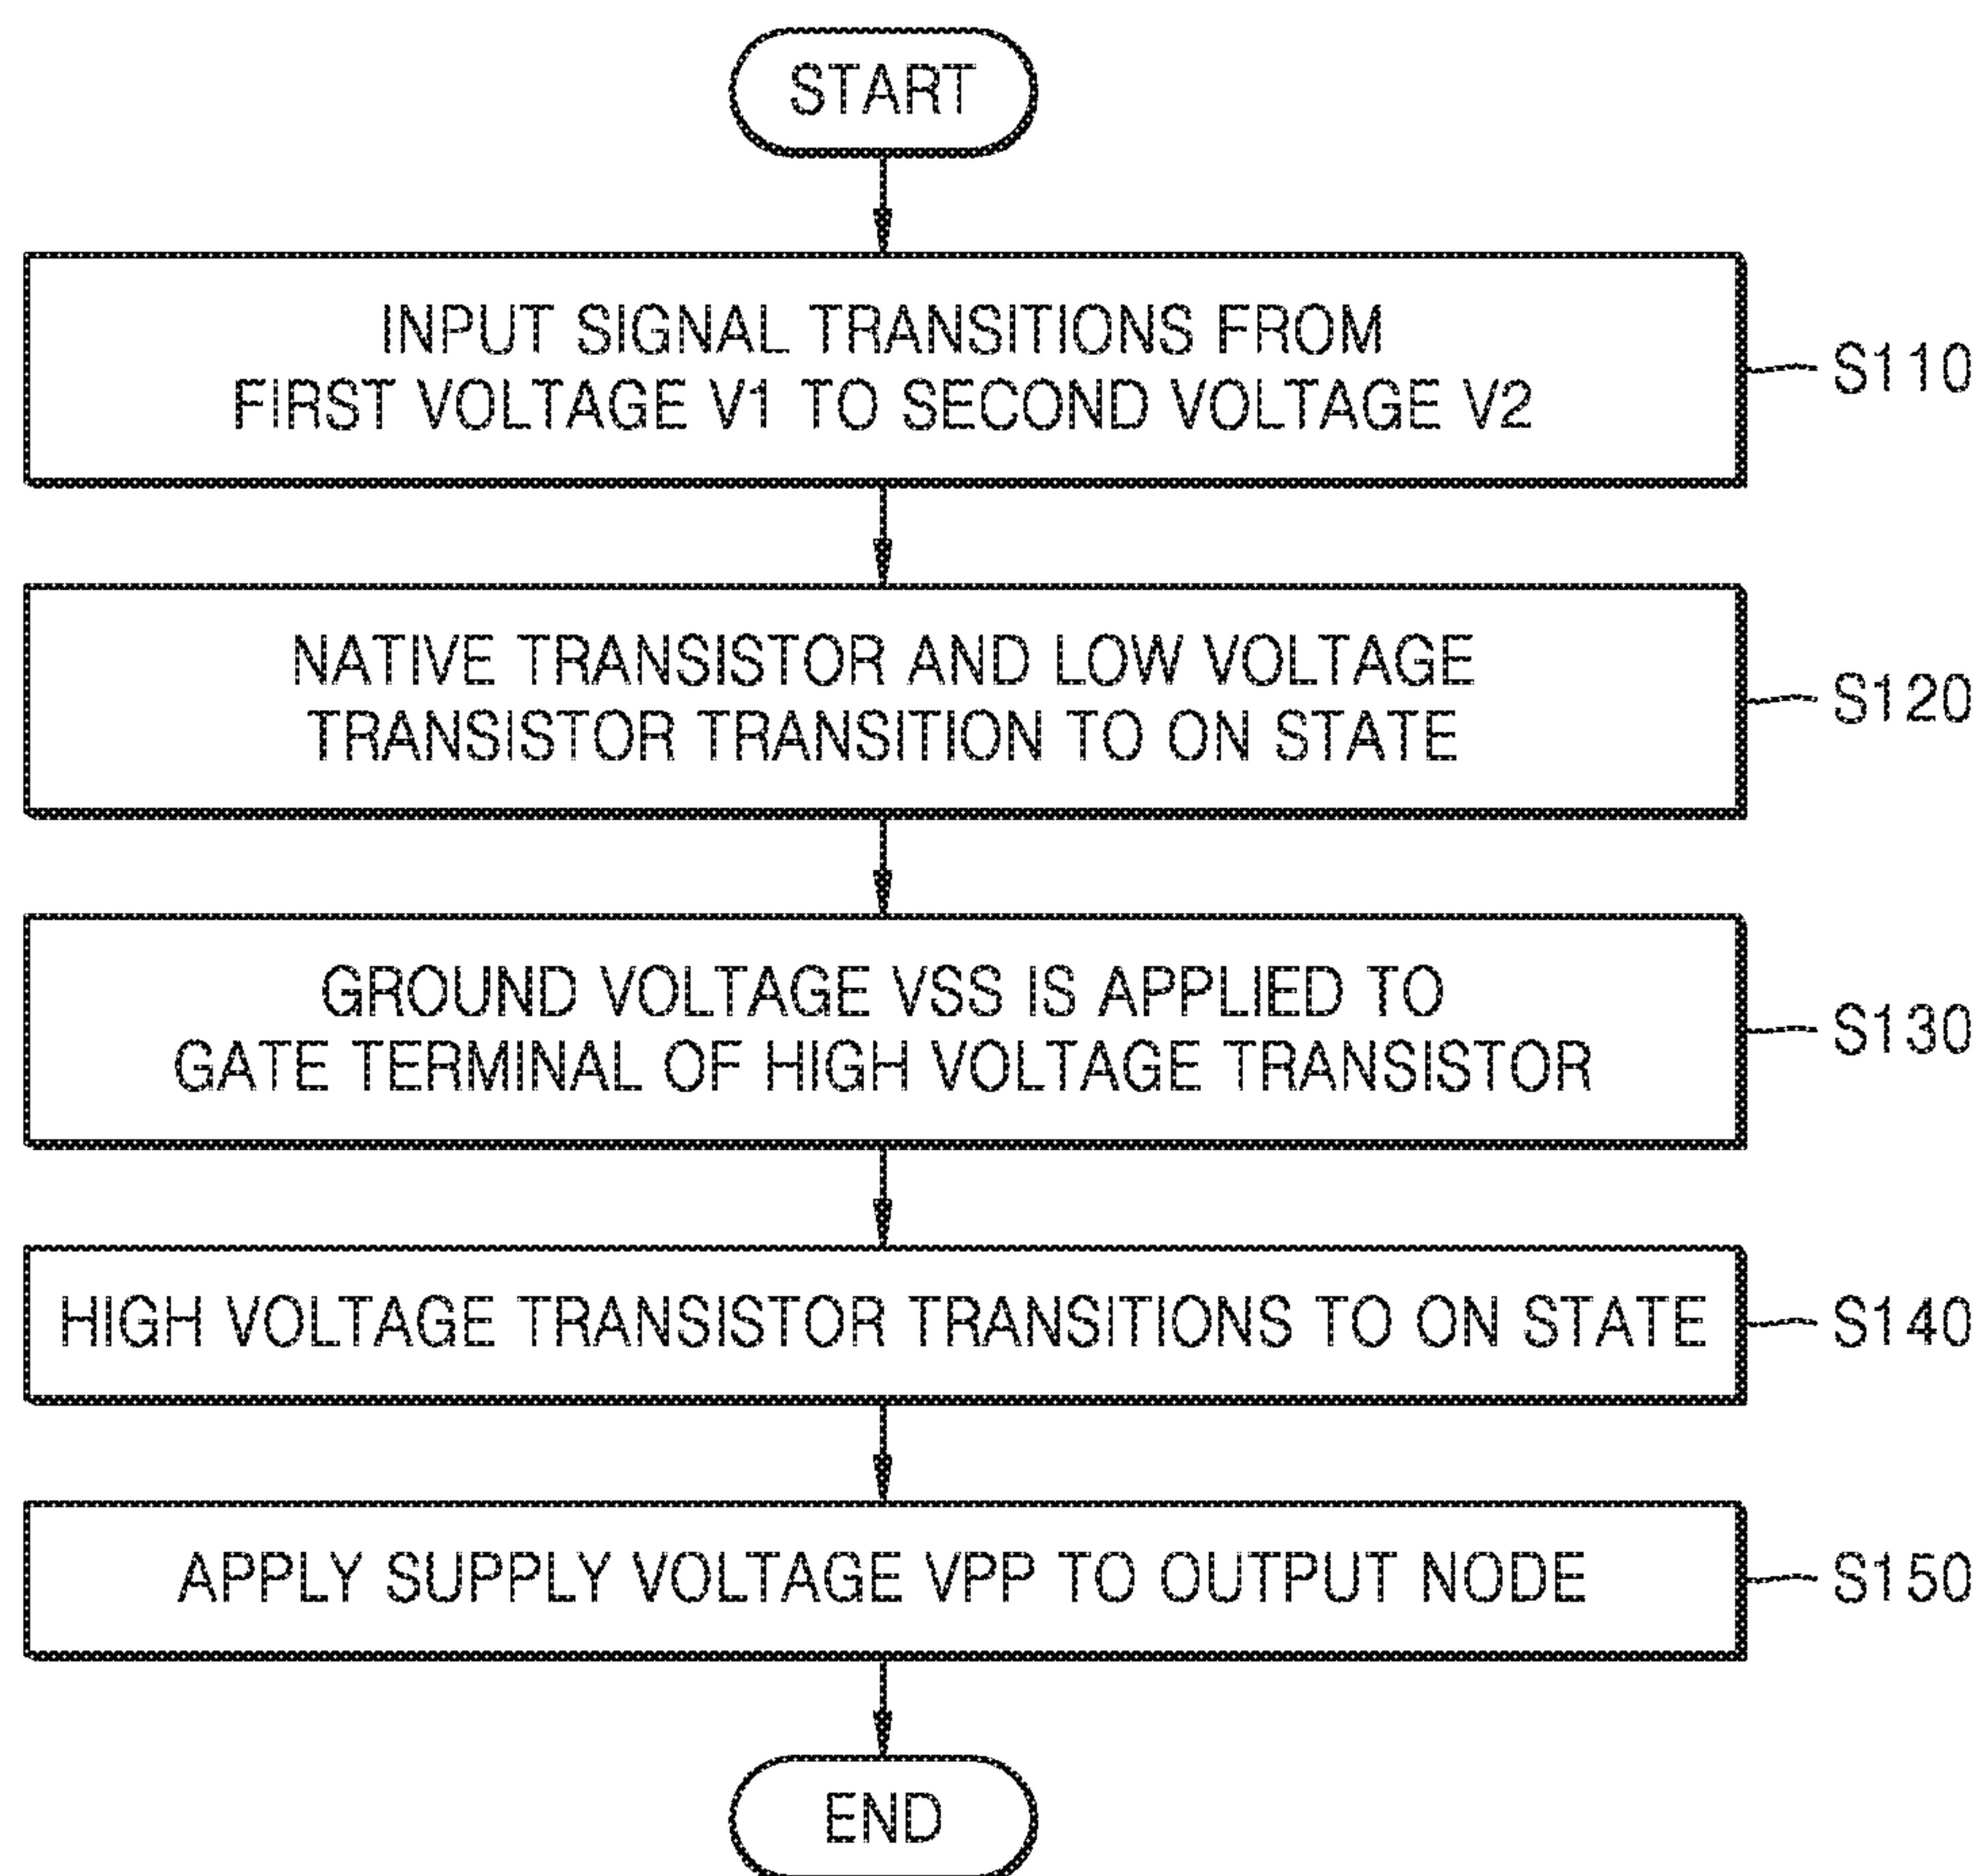 START
INPUT SIGNAL TRANSITIONS FROM
FIRST VOLTAGE V1 TO SECOND VOLTAGE V2
S110
NATIVE TRANSISTOR AND LOW VOLTAGE
TRANSISTOR TRANSITION TO ON STATE
S120
GROUND VOLTAGE VSS IS APPLIED TO
GATE TERMINAL OF HIGH VOLTAGE TRANSISTOR
S130
HIGH VOLTAGE TRANSISTOR TRANSITIONS TO ON STATE
S140
APPLY SUPPLY VOLTAGE VPP TO OUTPUT NODE
S150
END